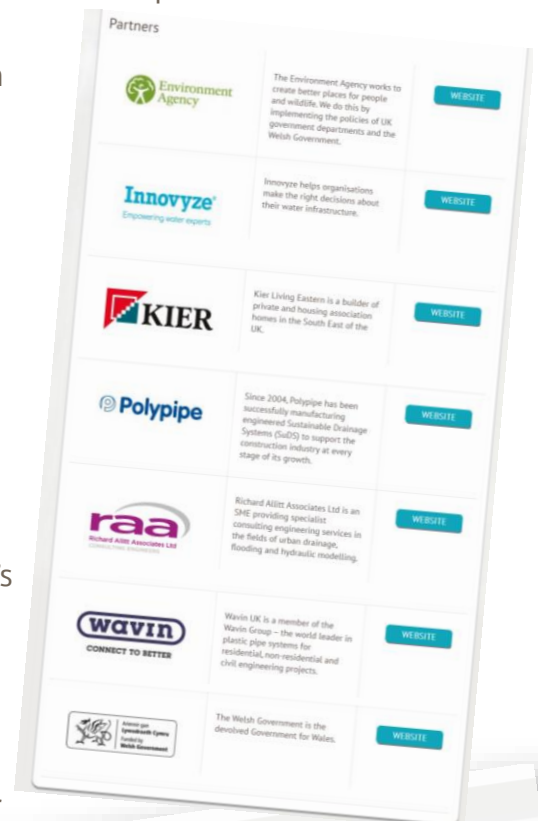 Partners
Environment
Agency
The Environment Agency works to
create better places for people
and wildlife. We do this by
implementing the policies of UK
government departments and the
Welsh Government.
WEBSITE
Innovyze®
Empowering water experts
Innovyze helps organisations
make the right decisions about
their water infrastructure.
WEBSITE
KIER
Kier Living Eastern is a builder of
private and housing association
homes in the South East of the
UK.
WEBSITE
Polypipe
Since 2004, Polypipe has been
successfully manufacturing
engineered Sustainable Drainage
Systems (SuDS) to support the
construction industry at every
stage of its growth.
WEBSITE
raa
Richard Allitt Associates Ltd
CONSULTING ENGINEERS
Richard Allitt Associates Ltd is an
SME providing specialist
consulting engineering services in
the fields of urban drainage,
flooding and hydraulic modelling.
WEBSITE
's
wavin
CONNECT TO BETTER
Wavin UK is a member of the
Wavin Group – the world leader in
plastic pipe systems for
residential, non-residential and
civil engineering projects.
WEBSITE
Ariennir gan
Lywodraeth Cymru
Funded by
Welsh Government
The Welsh Government is the
devolved Government for Wales.
WEBSITE